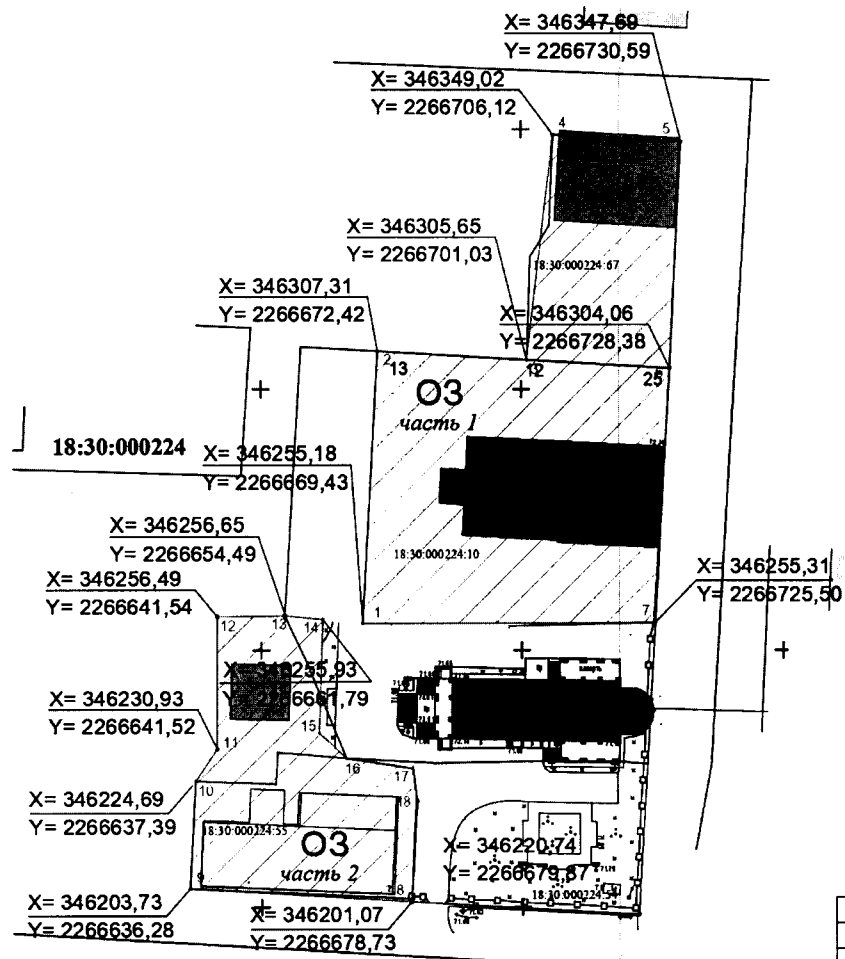 X= 346347,69
Y= 2266730,59
X= 346349,02
Y= 2266706,12
4
5
X= 346305,65
Y= 2266701,03
18:30:000224:67
X= 346307,31
Y= 2266672,42
X= 346304,06
Y= 2266728,38
2
13
12
25
ОЗ
часть 1
18:30:000224
X= 346255,18
Y= 2266669,43
X= 346256,65
Y= 2266654,49
18:30:000224:10
X= 346255,31
Y= 2266725,50
X= 346256,49
Y= 2266641,54
1
7
12
13
14
X= 346255,93
Y= 2266661,79
X= 346230,93
Y= 2266641,52
15
11
16
17
10
X= 346224,69
Y= 2266637,39
18
18:30:000224:55
ОЗ
часть 2
X= 346220,74
Y= 2266679,87
9
8
X= 346203,73
Y= 2266636,28
X= 346201,07
Y= 2266678,73